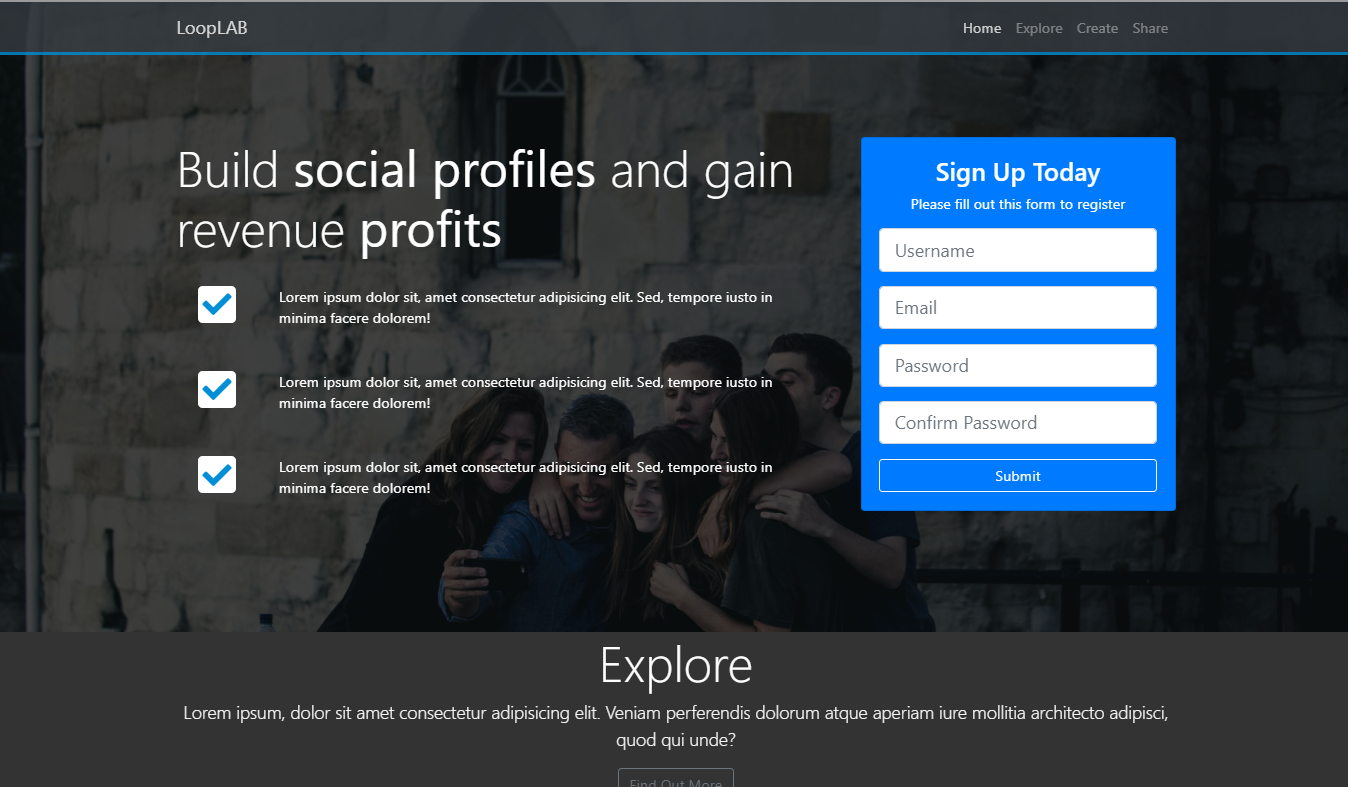 LoopLAB
Home Explore Create Share
Build social profiles and gain
revenue profits
Lorem ipsum dolor sit, amet consectetur adipisicing elit. Sed, tempore iusto in
minima facere dolorem!
Lorem ipsum dolor sit, amet consectetur adipisicing elit. Sed, tempore iusto in
minima facere dolorem!
Lorem ipsum dolor sit, amet consectetur adipisicing elit. Sed, tempore iusto in
minima facere dolorem!
Sign Up Today
Please fill out this form to register
Username
Email
Password
Confirm Password
Submit
Explore
Lorem ipsum, dolor sit amet consectetur adipisicing elit. Veniam perferendis dolorum atque aperiam iure mollitia architecto adipisci,
quod qui unde?
Find Out More